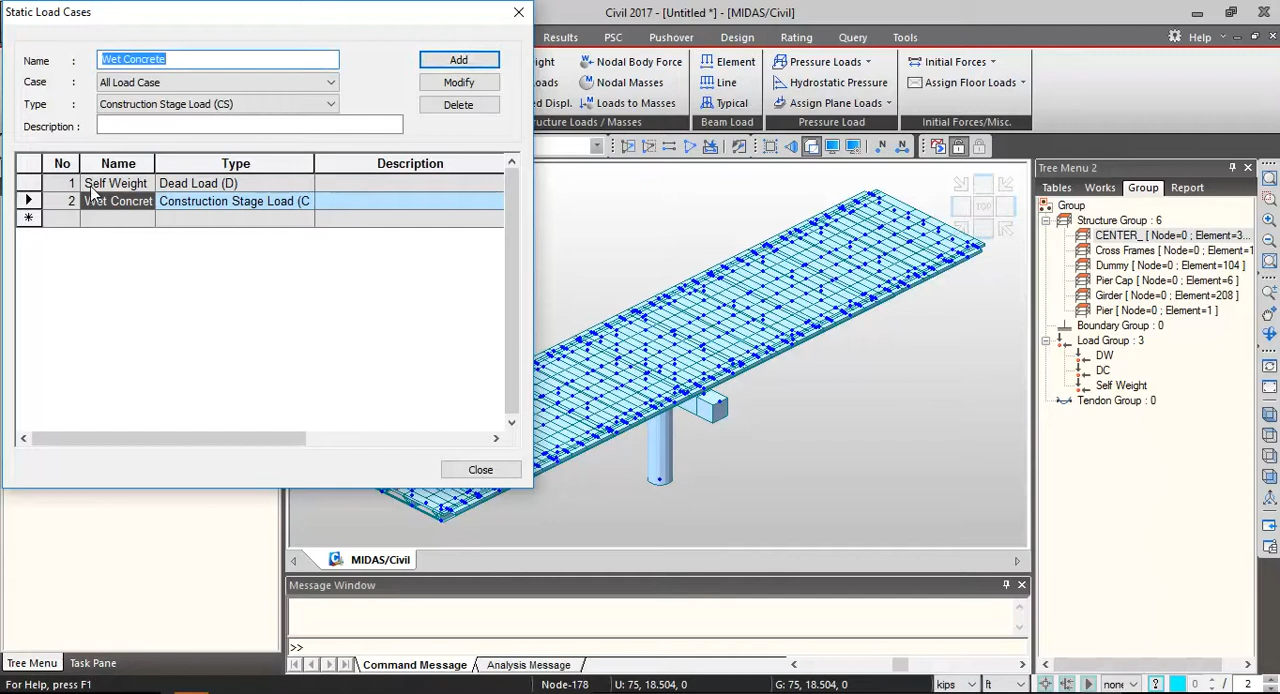 Static Load Cases
Civil 2017 - [Untitled *] - [MIDAS/Civil]
Results PSC Pushover Design Rating Query Tools Help
Name : Wet Concrete Add
Case : All Load Case Modify
Type : Construction Stage Load (CS) Delete
Description :
Nodal Body Force Element Pressure Loads Initial Forces
Nodal Masses Line Hydrostatic Pressure Assign Floor Loads
Loads to Masses Typical Assign Plane Loads
Loads / Masses Beam Load Pressure Load Initial Forces/Misc.
No Name Type Description
1 Self Weight Dead Load (D)
2 Wet Concret Construction Stage Load (C
Close
TOP
Tree Menu 2
Tables Works Group Report
Group
Structure Group : 6
CENTER_ [ Node=0 ; Element=3...
Cross Frames [ Node=0 ; Element=1
Dummy [ Node=0 ; Element=104 ]
Pier Cap [ Node=0 ; Element=6 ]
Girder [ Node=0 ; Element=208 ]
Pier [ Node=0 ; Element=1 ]
Boundary Group : 0
Load Group : 3
DW
DC
Self Weight
Tendon Group : 0
MIDAS/Civil
Message Window
>>
Tree Menu Task Pane
Command Message Analysis Message
For Help, press F1 Node-178 U: 75, 18.504, 0 G: 75, 18.504, 0 kips ft none ? 0 / 2